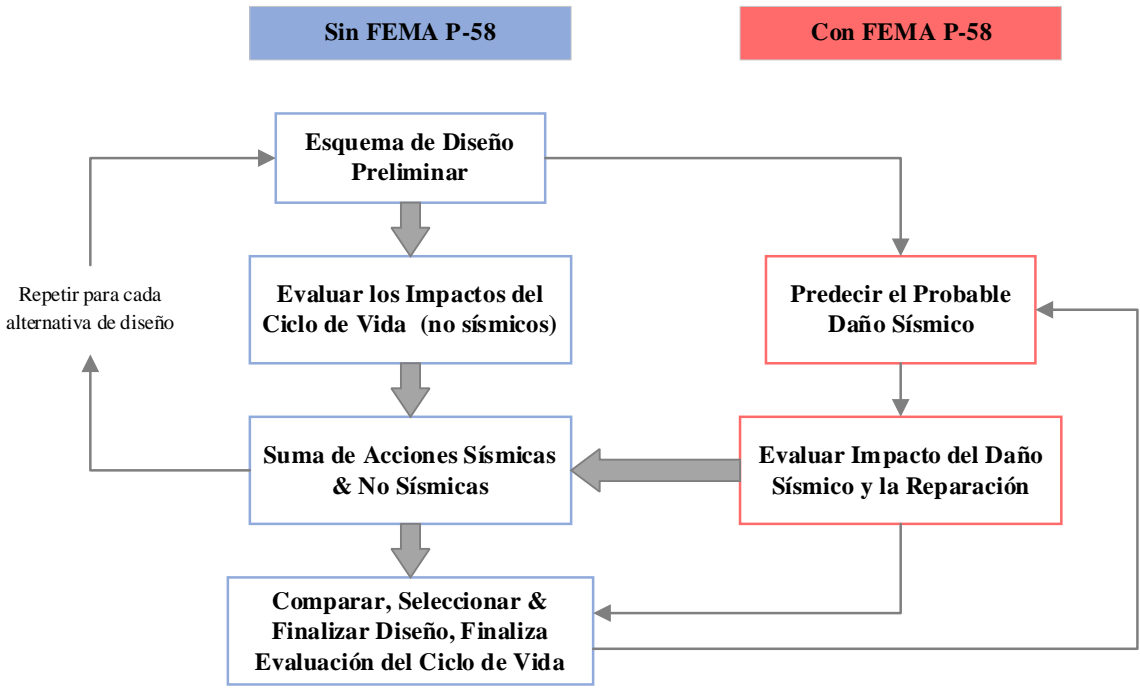 Sin FEMA P-58
Con FEMA P-58
Esquema de Diseño
Preliminar
Repetir para cada
alternativa de diseño
Evaluar los Impactos del
Ciclo de Vida (no sísmicos)
Predecir el Probable
Daño Sísmico
Suma de Acciones Sísmicas
& No Sísmicas
Evaluar Impacto del Daño
Sísmico y la Reparación
Comparar, Seleccionar &
Finalizar Diseño, Finaliza
Evaluación del Ciclo de Vida